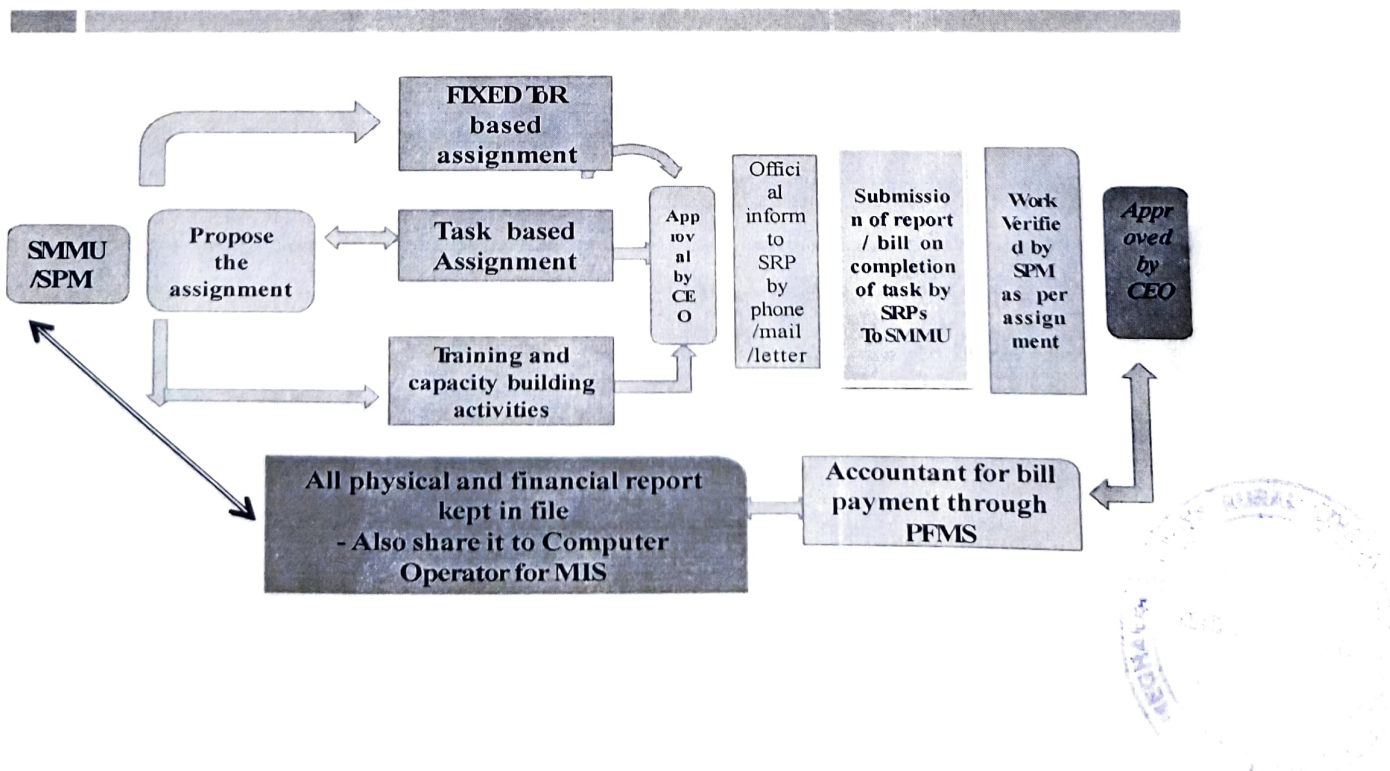 FIXED ToR
based
assignment
SMMU
/SPM
Propose
the
assignment
Task based
Assignment
Training and
capacity building
activities
App
rov
al
by
CE
O
Offici
al
inform
to
SRP
by
phone
/mail
/letter
Submissio
n of report
/ bill on
completion
of task by
SRPs
To SMMU
Work
Verifie
d by
SPM
as per
assign
ment
Appr
oved
by
CEO
All physical and financial report
kept in file
- Also share it to Computer
Operator for MIS
Accountant for bill
payment through
PFMS
RURAL